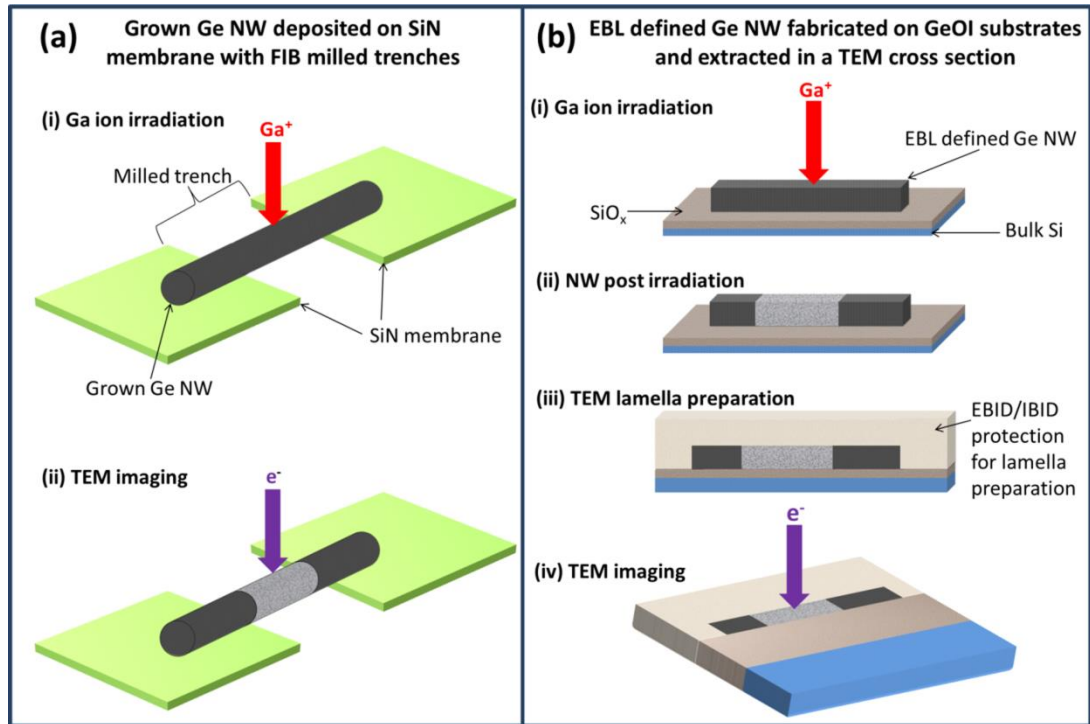 (a) Grown Ge NW deposited on SiN
membrane with FIB milled trenches
(i) Ga ion irradiation
Ga⁺
Milled trench
SiN membrane
Grown Ge NW
(ii) TEM imaging
e⁻
(b) EBL defined Ge NW fabricated on GeOI substrates
and extracted in a TEM cross section
(i) Ga ion irradiation
Ga⁺
EBL defined Ge NW
SiOₓ
Bulk Si
(ii) NW post irradiation
(iii) TEM lamella preparation
EBID/IBID
protection
for lamella
preparation
e⁻
(iv) TEM imaging